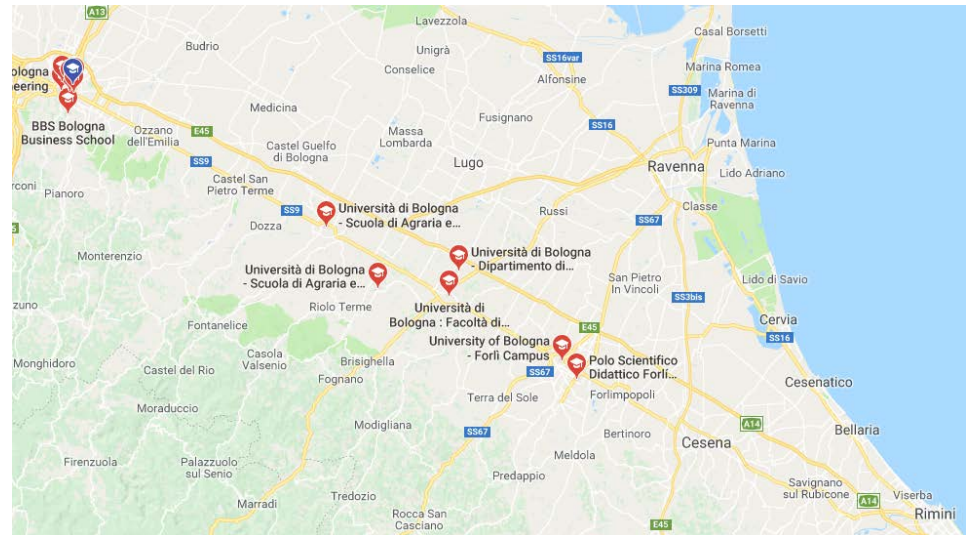 A13
Lavezzola
Casal Borsetti
Budrio
Unigrà
SS16var
Conselice
Alfonsine
Marina Romea
ologna
eering
SS309
Marina di
Ravenna
BBS Bologna
Business School
Medicina
Fusignano
SS16
Ozzano
dell'Emilia
E45
Massa
Lombarda
Punta Marina
Castel Guelfo
di Bologna
SS9
Lugo
Ravenna
Lido Adriano
rconi
Pianoro
Castel San
Pietro Terme
SS9
Università di Bologna
- Scuola di Agraria e...
Russi
SS67
Classe
5
Dozza
Monterenzio
Università di Bologna
- Dipartimento di...
Università di Bologna
- Scuola di Agraria e...
San Pietro
In Vincoli
Lido di Savio
zuno
Riolo Terme
SS3bis
Università di
Bologna : Facoltà di...
Fontanelice
E45
Cervia
SS16
University of Bologna
- Forlì Campus
Monghidoro
Castel del Rio
Casola
Valsenio
Brisighella
Polo Scientifico
Didattico Forlì...
Fognano
SS67
Cesenatico
Terra del Sole
Forlimpopoli
Moraduccio
Modigliana
SS67
Bertinoro
A14
Bellaria
Cesena
Firenzuola
Palazzuolo
sul Senio
Meldola
Predappio
Savignano
sul Rubicone
A14
Viserba
Marradi
Tredozio
Rocca San
Casciano
E45
Rimini